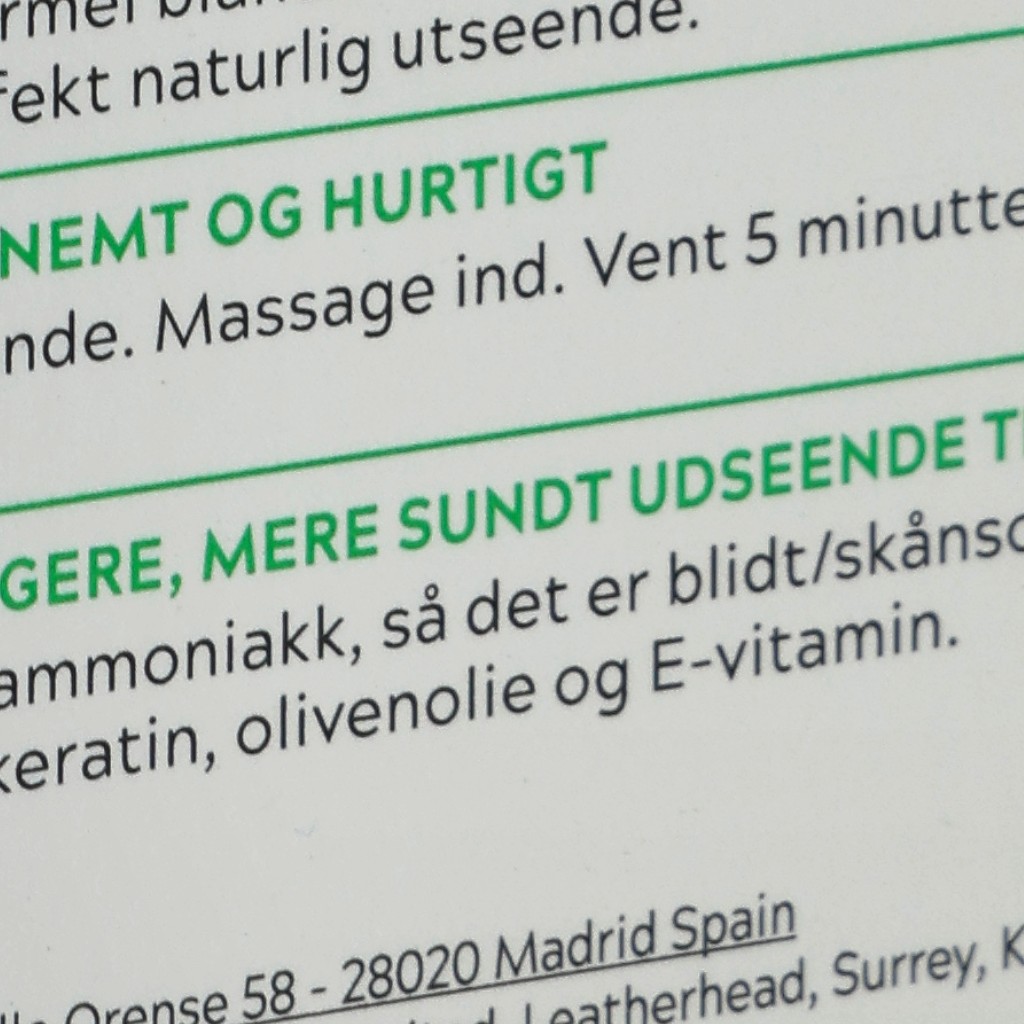 fekt naturlig utseende.
NEMT OG HURTIGT
nde. Massage ind. Vent 5 minutte
GERE, MERE SUNDT UDSEENDE
ammoniakk, så det er blidt/skånso
keratin, olivenolie og E-vitamin.
Orense 58 - 28020 Madrid Spain
Leatherhead, Surrey,